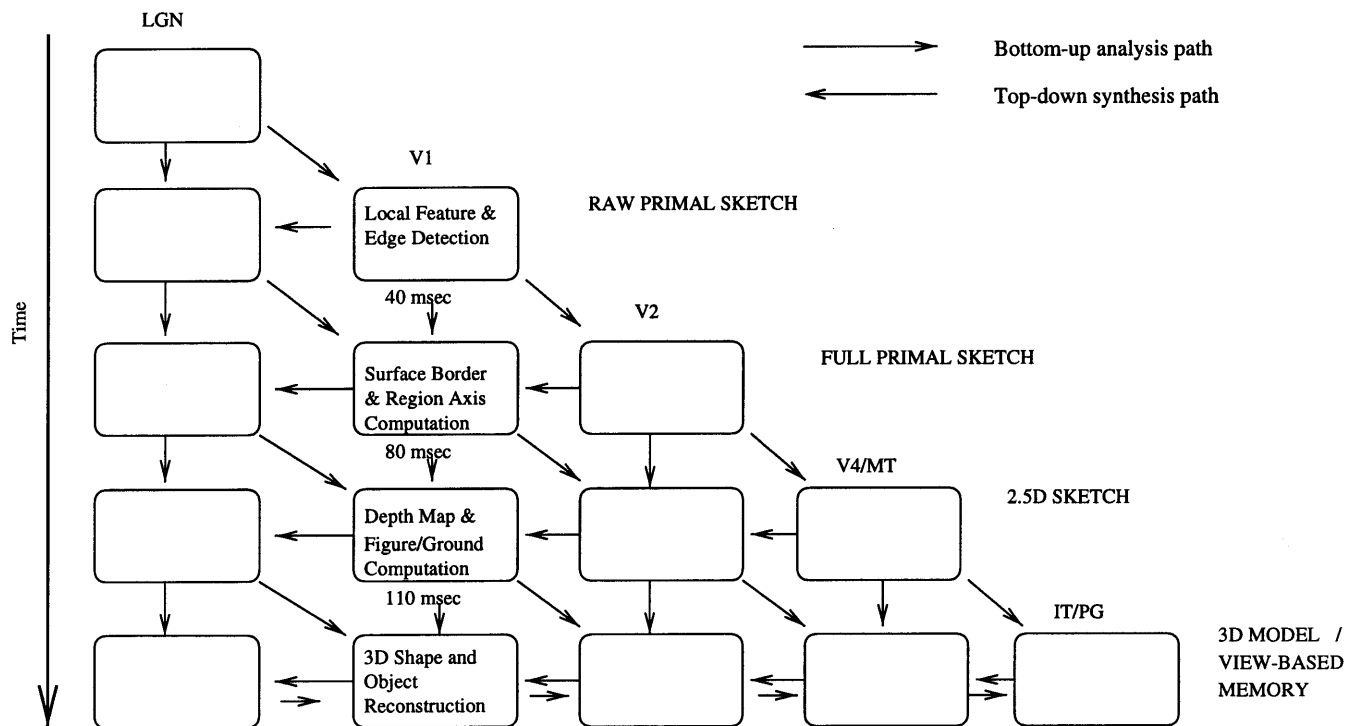 LGN
Bottom-up analysis path
Top-down synthesis path
V1
RAW PRIMAL SKETCH
Local Feature &
Edge Detection
40 msec
V2
Time
FULL PRIMAL SKETCH
Surface Border
& Region Axis
Computation
80 msec
V4/MT
2.5D SKETCH
Depth Map &
Figure/Ground
Computation
110 msec
IT/PG
3D MODEL /
VIEW-BASED
MEMORY
3D Shape and
Object
Reconstruction